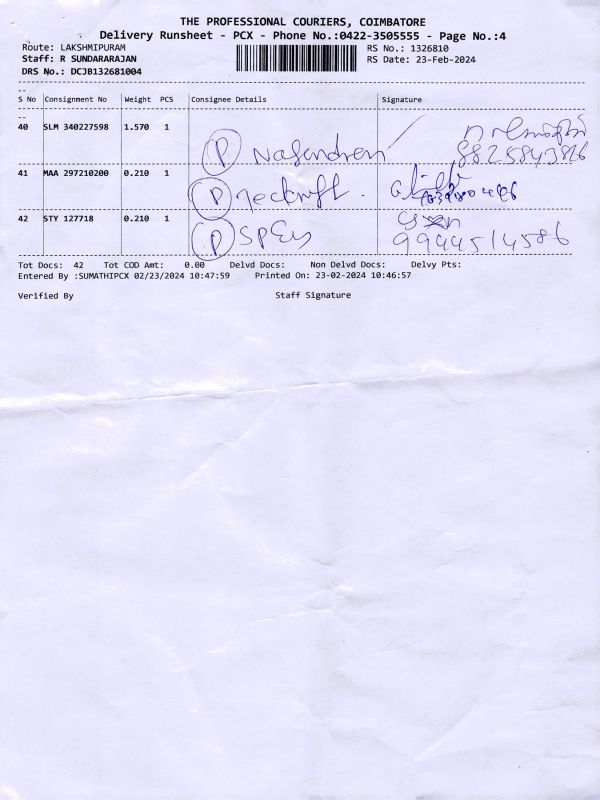 THE PROFESSIONAL COURIERS, COIMBATORE
Delivery Runsheet - PCX - Phone No.:0422-3505555 - Page No.:4
Route: LAKSHMIPURAM RS No.: 1326810
Staff: R SUNDARARAJAN RS Date: 23-Feb-2024
DRS No.: DCJB132681004
S No Consignment No Weight PCS Consignee Details Signature
40 SLM 340227598 1.570 1
P Nagendren
41 MAA 297210200 0.210 1
P
42 STY 127718 0.210 1
P 9944514586
Tot Docs: 42 Tot COD Amt: 0.00 Delvd Docs: Non Delvd Docs: Delvy Pts:
Entered By :SUMATHIPCX 02/23/2024 10:47:59 Printed On: 23-02-2024 10:46:57
Verified By Staff Signature